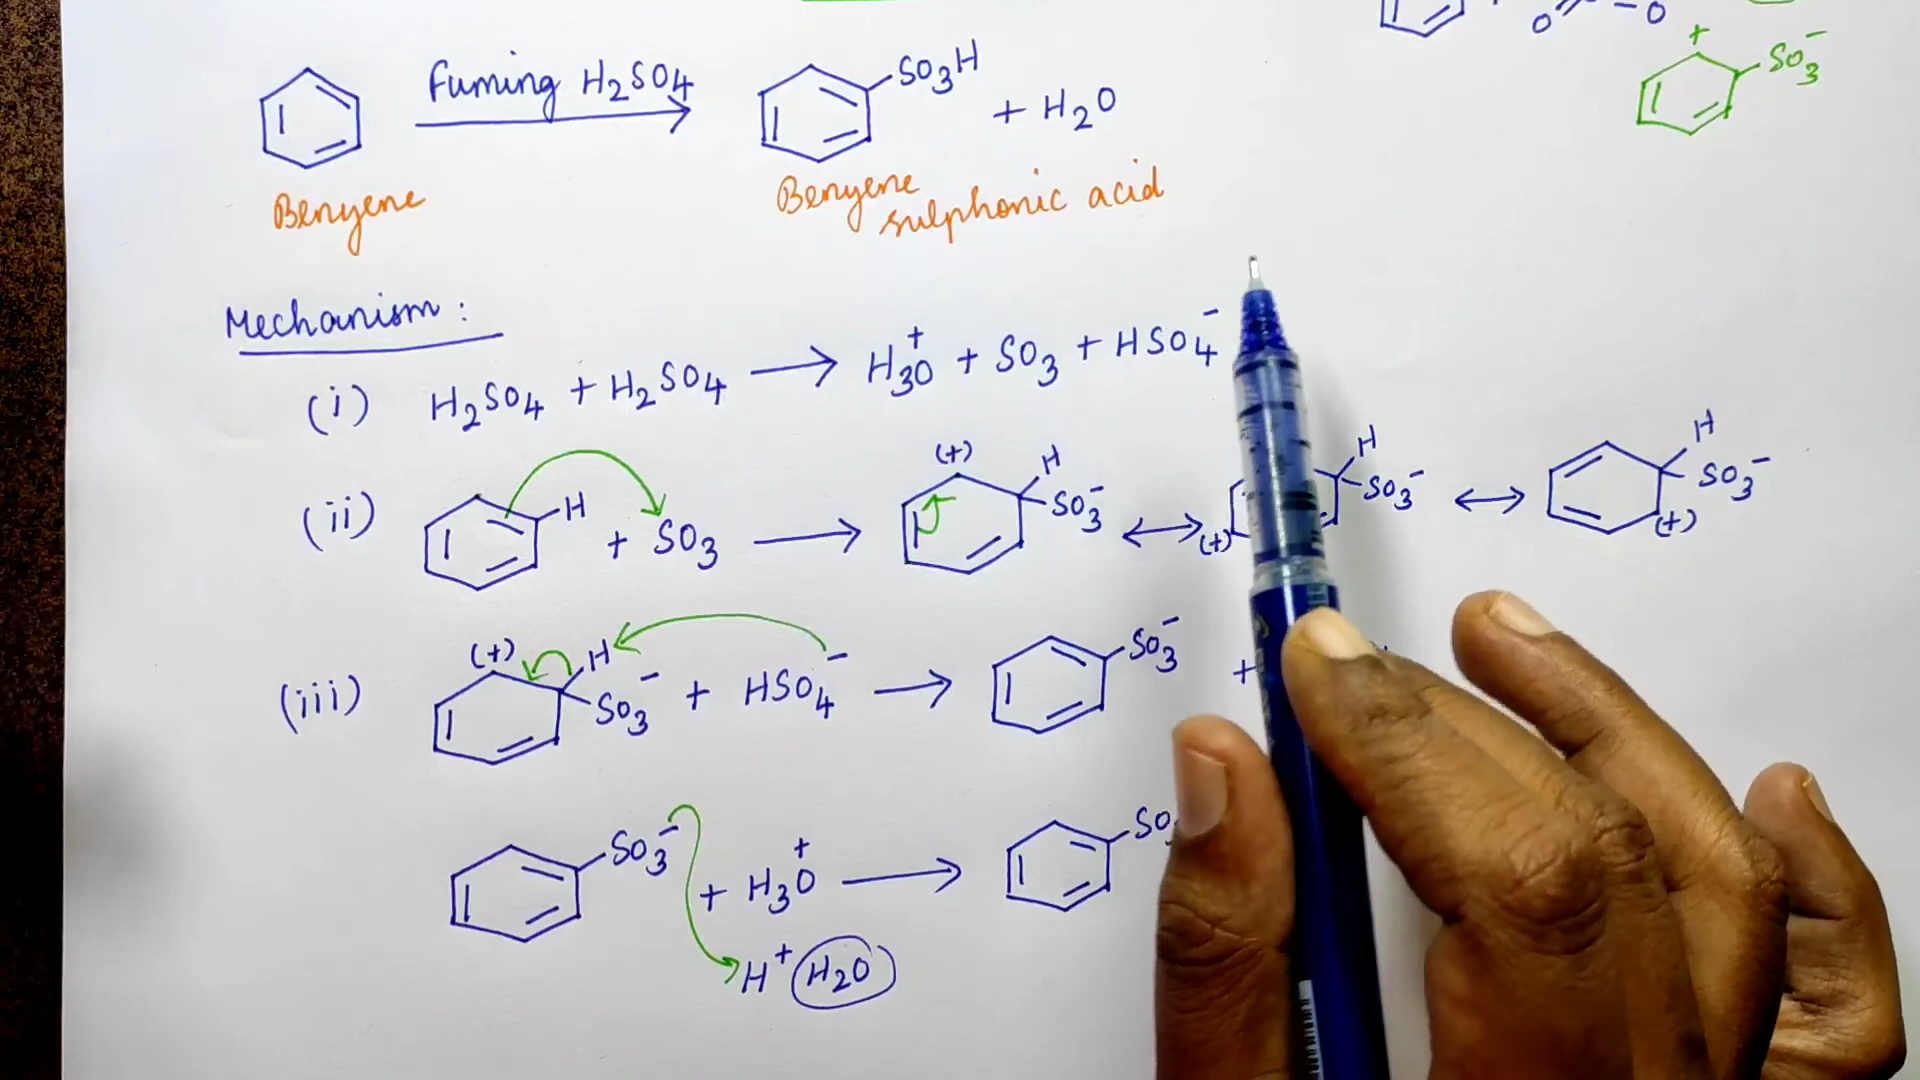 O - O
+ SO3-
Fuming H2SO4
SO3H
+ H2O
Benzene
Benzene sulphonic acid
Mechanism :
(i) H2SO4 + H2SO4 ⟶ H3O+ + SO3 + HSO4-
(ii) H + SO3 ⟶ (+) H SO3- ⟷ (+) H SO3- ⟷ H SO3- (+)
(iii) (+) H SO3- + HSO4- ⟶ SO3- +
SO3- + H3O+ ⟶ SO
H+ H2O